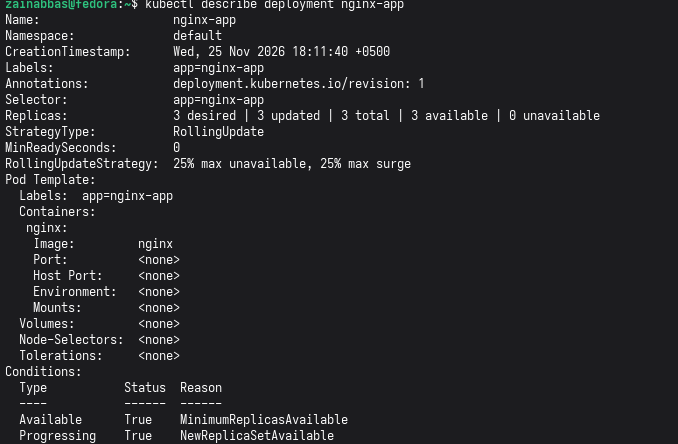 zainabbas@fedora:~$ kubectl describe deployment nginx-app
Name:                   nginx-app
Namespace:              default
CreationTimestamp:      Wed, 25 Nov 2026 18:11:40 +0500
Labels:                 app=nginx-app
Annotations:            deployment.kubernetes.io/revision: 1
Selector:               app=nginx-app
Replicas:               3 desired | 3 updated | 3 total | 3 available | 0 unavailable
StrategyType:           RollingUpdate
MinReadySeconds:        0
RollingUpdateStrategy:  25% max unavailable, 25% max surge
Pod Template:
  Labels:  app=nginx-app
  Containers:
   nginx:
    Image:         nginx
    Port:          <none>
    Host Port:     <none>
    Environment:   <none>
    Mounts:        <none>
  Volumes:         <none>
  Node-Selectors:  <none>
  Tolerations:     <none>
Conditions:
  Type           Status  Reason
  ----           ------  ------
  Available      True    MinimumReplicasAvailable
  Progressing    True    NewReplicaSetAvailable